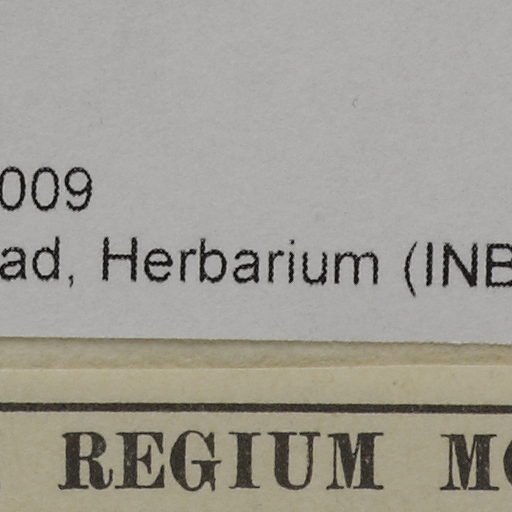 009
ad, Herbarium (INB
REGIUM MO